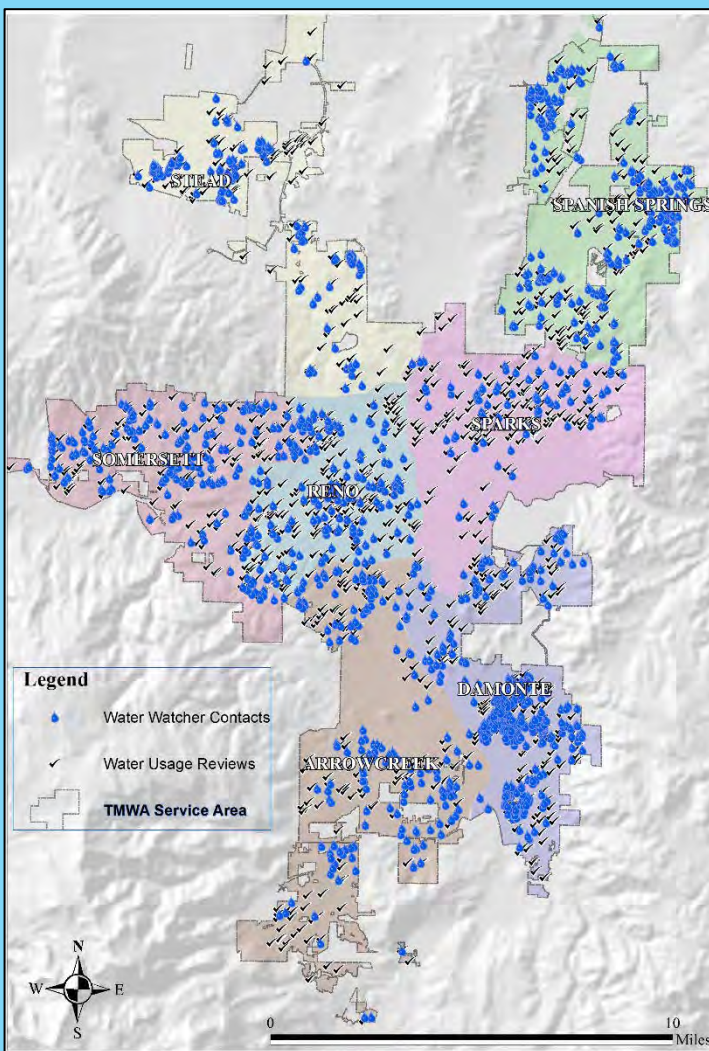 STEAD
SPANISH SPRINGS
SPARKS
SOMERSETT
RENO
DAMONTE
ARROWCREEK
Legend
Water Watcher Contacts
Water Usage Reviews
TMWA Service Area
N
W E
S
0 10
Miles